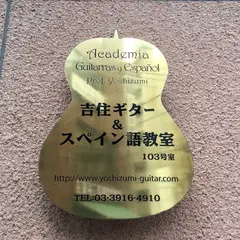 Academia
Guitarras y Español
Prof. Yoshizumi
吉住ギター
&
スペイン語教室
103号室
http://www.yoshizumi-guitar.com
TEL:03-3916-4910